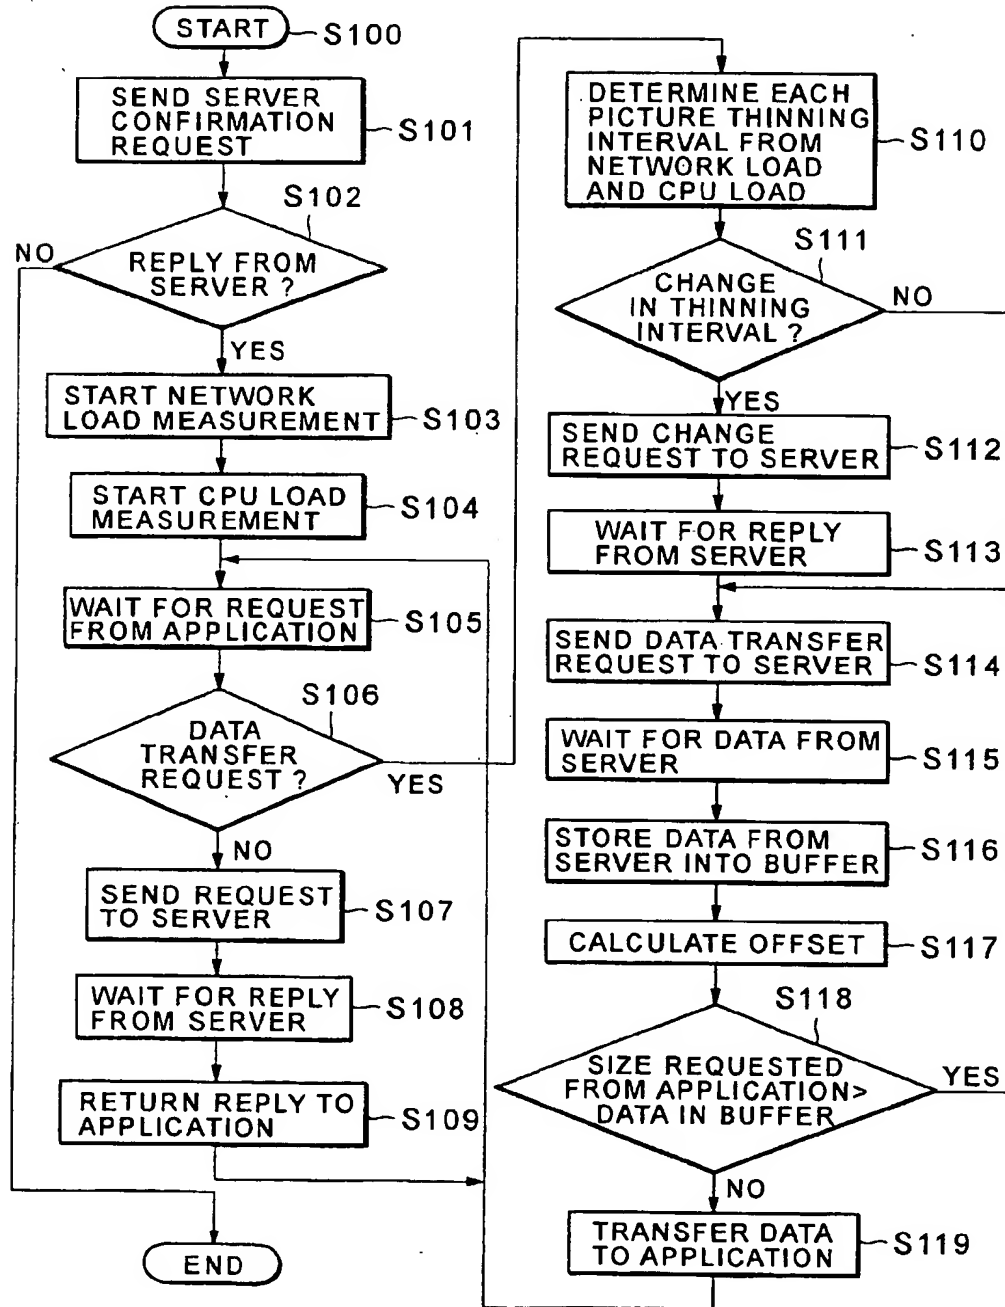 START
S100
SEND SERVER
CONFIRMATION
REQUEST
S101
S102
NO
REPLY FROM
SERVER ?
YES
START NETWORK
LOAD MEASUREMENT
S103
START CPU LOAD
MEASUREMENT
S104
WAIT FOR REQUEST
FROM APPLICATION
S105
S106
DATA
TRANSFER
REQUEST ?
YES
NO
SEND REQUEST
TO SERVER
S107
WAIT FOR REPLY
FROM SERVER
S108
RETURN REPLY TO
APPLICATION
S109
END
DETERMINE EACH
PICTURE THINNING
INTERVAL FROM
NETWORK LOAD
AND CPU LOAD
S110
S111
CHANGE
IN THINNING
INTERVAL ?
NO
YES
SEND CHANGE
REQUEST TO SERVER
S112
WAIT FOR REPLY
FROM SERVER
S113
SEND DATA TRANSFER
REQUEST TO SERVER
S114
WAIT FOR DATA FROM
SERVER
S115
STORE DATA FROM
SERVER INTO BUFFER
S116
CALCULATE OFFSET
S117
S118
SIZE REQUESTED
FROM APPLICATION>
DATA IN BUFFER
YES
NO
TRANSFER DATA
TO APPLICATION
S119